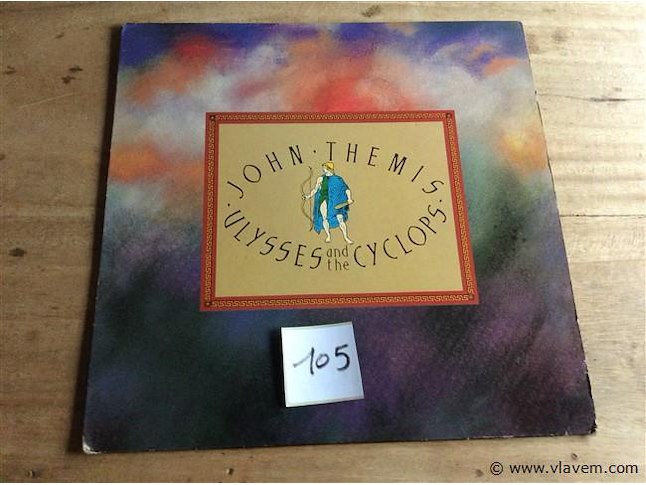 JOHN · THEMIS
· ULYSSES and the CYCLOPS ·
105
© www.vlavem.com